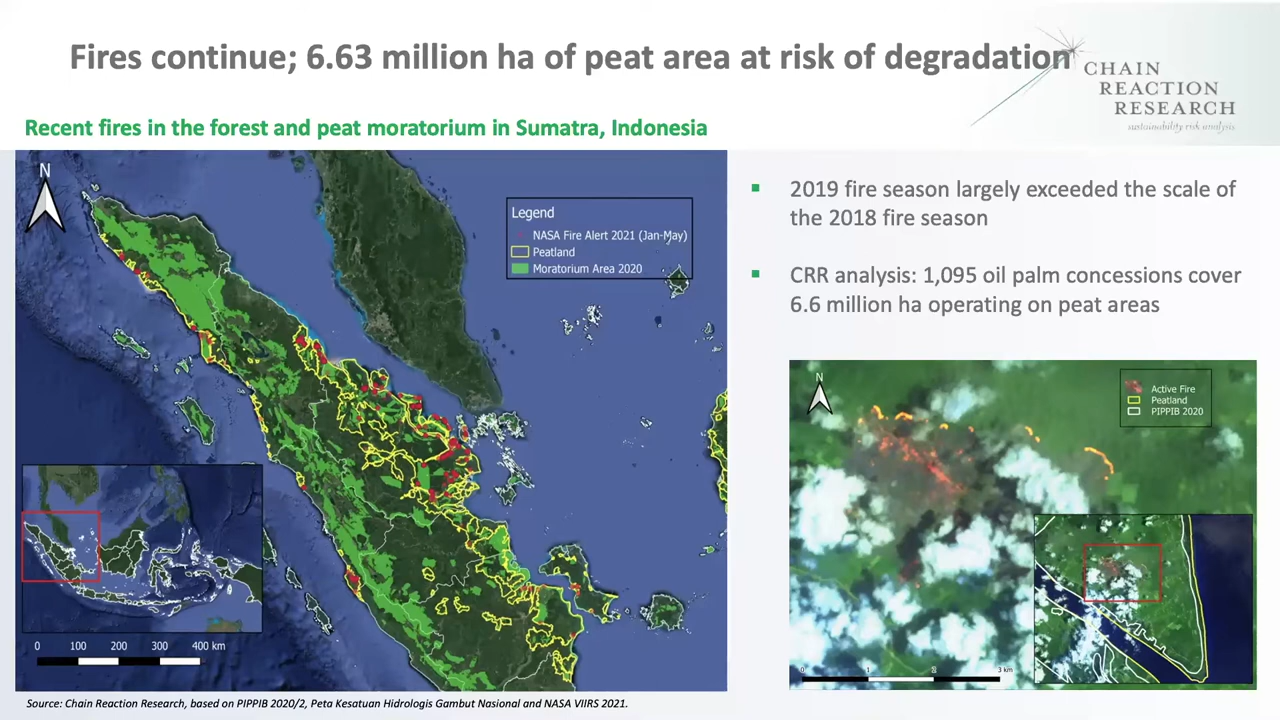 Fires continue; 6.63 million ha of peat area at risk of degradation
CHAIN
REACTION
RESEARCH
sustainability risk analysis
Recent fires in the forest and peat moratorium in Sumatra, Indonesia
N
Legend
NASA Fire Alert 2021 (Jan-May)
Peatland
Moratorium Area 2020
0 100 200 300 400 km
2019 fire season largely exceeded the scale of
the 2018 fire season
CRR analysis: 1,095 oil palm concessions cover
6.6 million ha operating on peat areas
N
Active Fire
Peatland
PIPPIB 2020
0 1 2 3 km
Source: Chain Reaction Research, based on PIPPIB 2020/2, Peta Kesatuan Hidrologis Gambut Nasional and NASA VIIRS 2021.